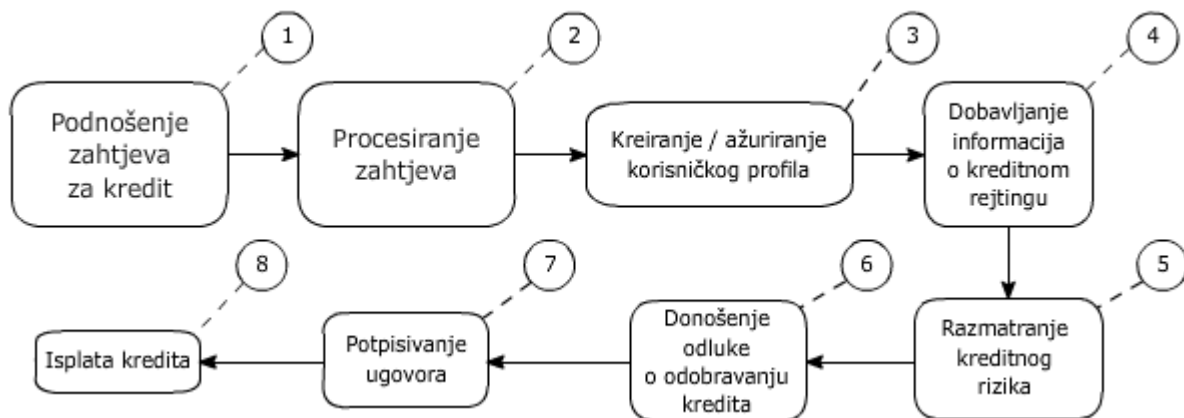 1
Podnošenje
zahtjeva
za kredit
2
Procesiranje
zahtjeva
3
Kreiranje / ažuriranje
korisničkog profila
4
Dobavljanje
informacija
o kreditnom
rejtingu
5
Razmatranje
kreditnog
rizika
6
Donošenje
odluke
o odobravanju
kredita
7
Potpisivanje
ugovora
8
Isplata kredita